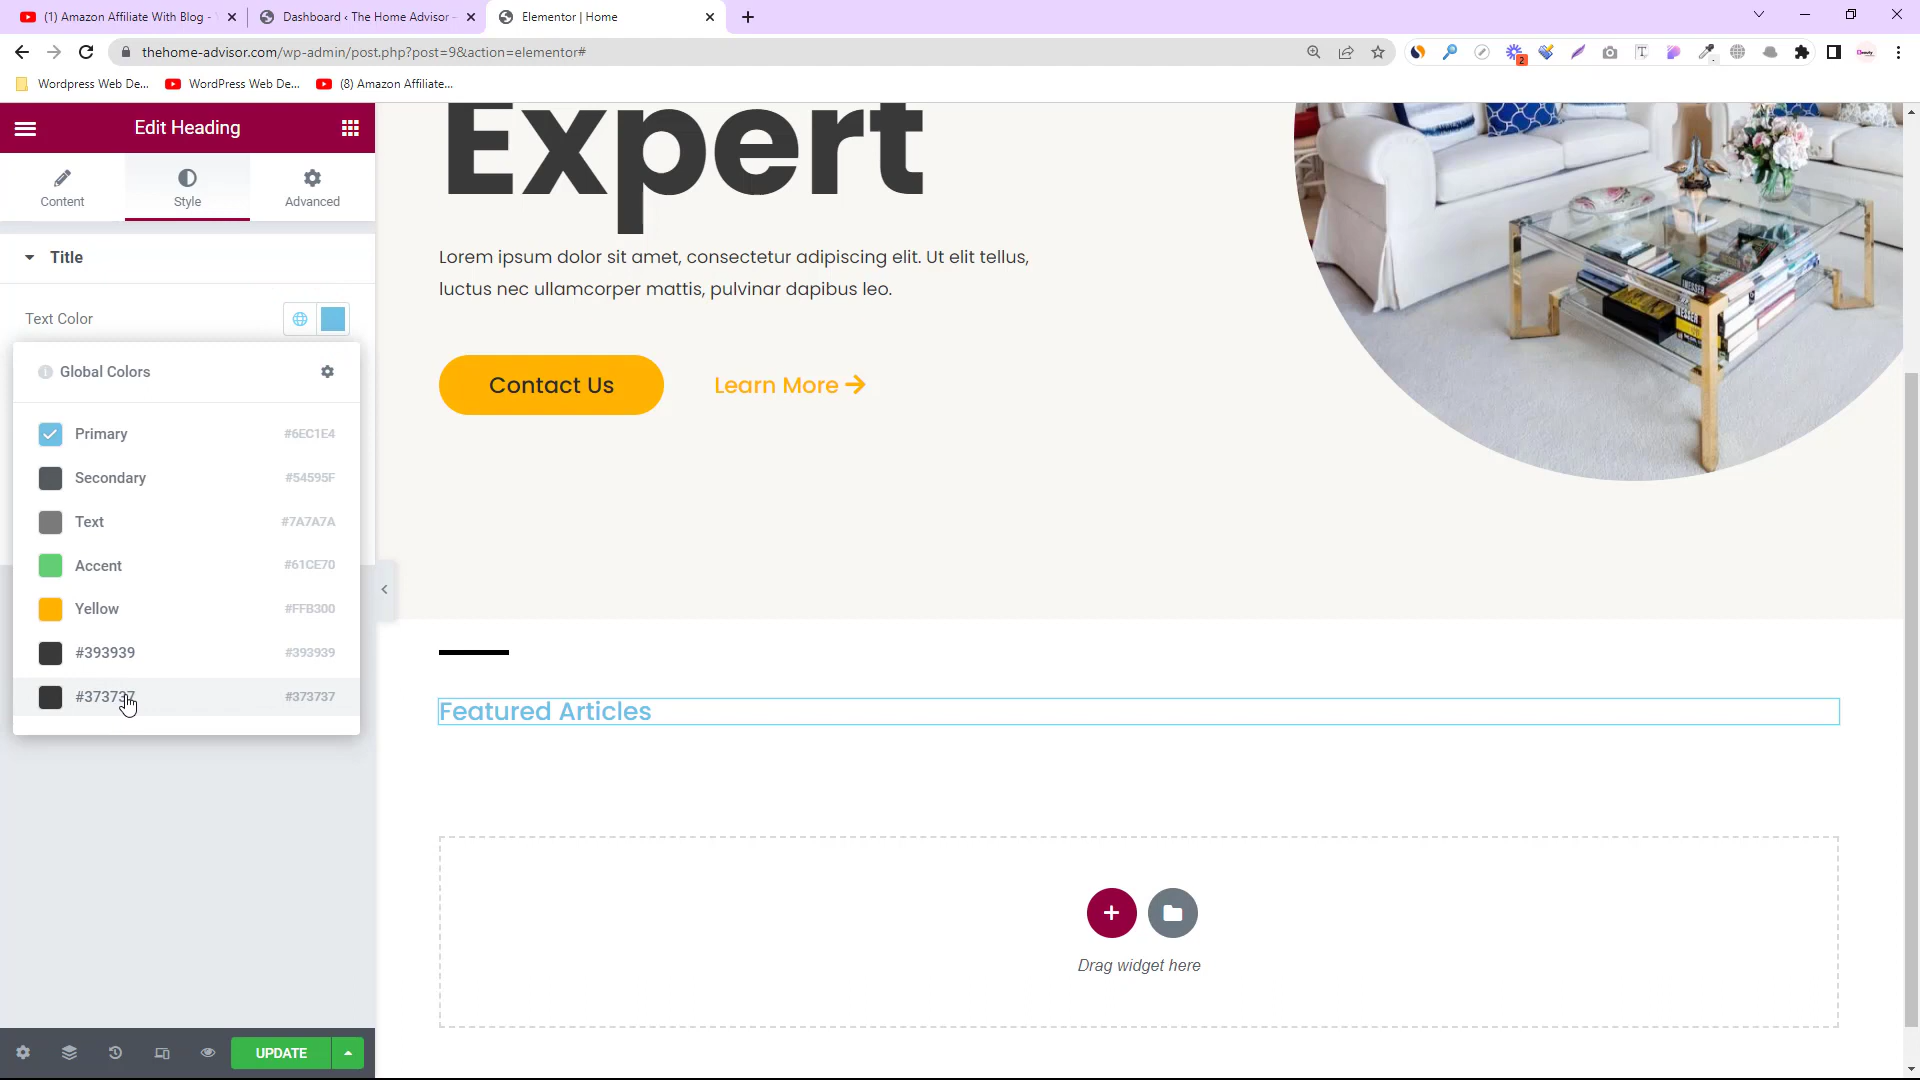 (1) Amazon Affiliate With Blog -
Dashboard ‹ The Home Advisor –
Elementor | Home
thehome-advisor.com/wp-admin/post.php?post=9&action=elementor#
Wordpress Web De...
WordPress Web De...
(8) Amazon Affiliate...
2
Edit Heading
Content
Style
Advanced
Title
Text Color
Global Colors
Primary #6EC1E4
Secondary #54595F
Text #7A7A7A
Accent #61CE70
Yellow #FFB300
#393939 #393939
#373737 #373737
UPDATE
Expert
Lorem ipsum dolor sit amet, consectetur adipiscing elit. Ut elit tellus,
luctus nec ullamcorper mattis, pulvinar dapibus leo.
Contact Us
Learn More
Featured Articles
Drag widget here